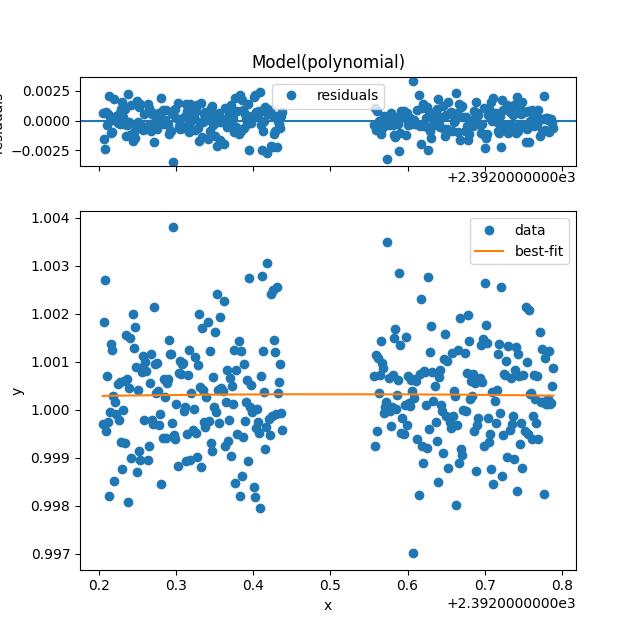 Model(polynomial)
0.0025
0.0000
−0.0025
residuals
+2.3920000000e3
1.004
1.003
1.002
1.001
1.000
0.999
0.998
0.997
y
data
best-fit
0.2 0.3 0.4 0.5 0.6 0.7 0.8
x
+2.3920000000e3